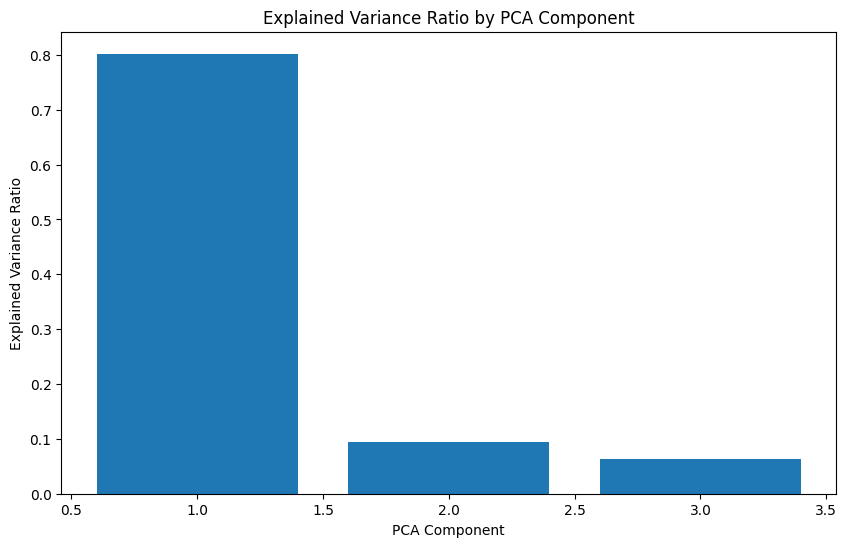 Explained Variance Ratio by PCA Component
Explained Variance Ratio
0.8
0.7
0.6
0.5
0.4
0.3
0.2
0.1
0.0
0.5 1.0 1.5 2.0 2.5 3.0 3.5
PCA Component